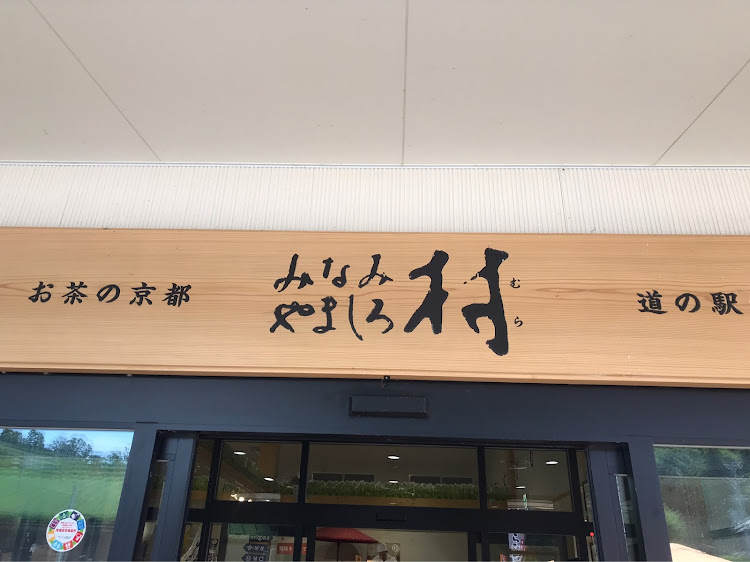 お茶の京都
みなみ
やましろ村
むら
道の駅